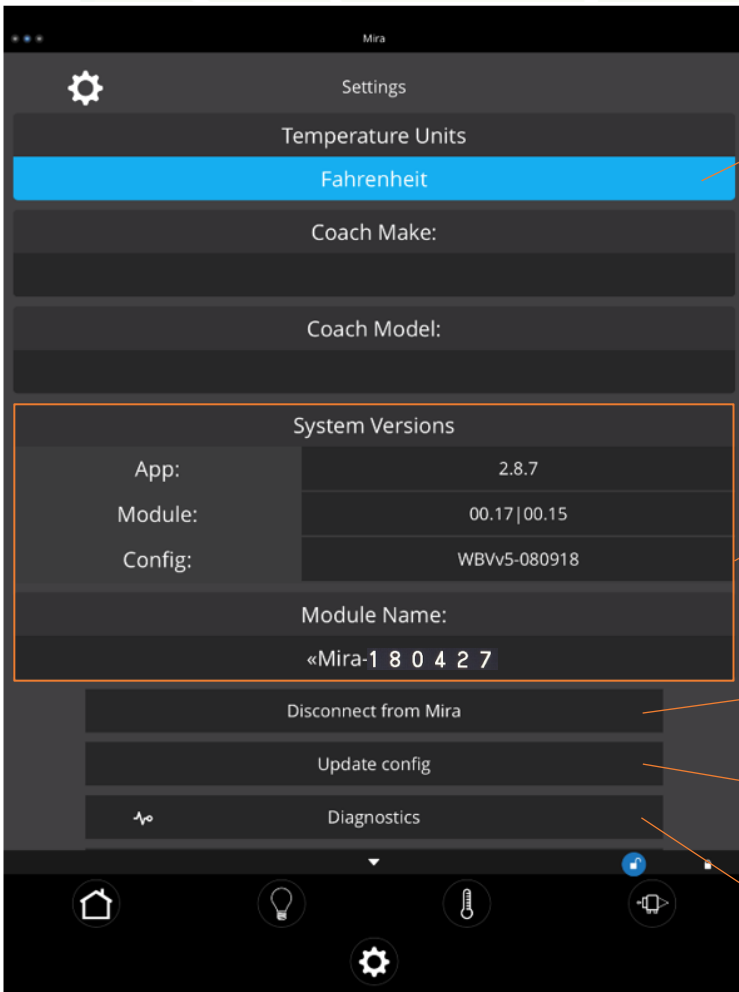 Mira
Settings
Temperature Units
Fahrenheit
Coach Make:
Coach Model:
System Versions
App: 2.8.7
Module: 00.17|00.15
Config: WBVv5-080918
Module Name:
«Mira-180427
Disconnect from Mira
Update config
Diagnostics